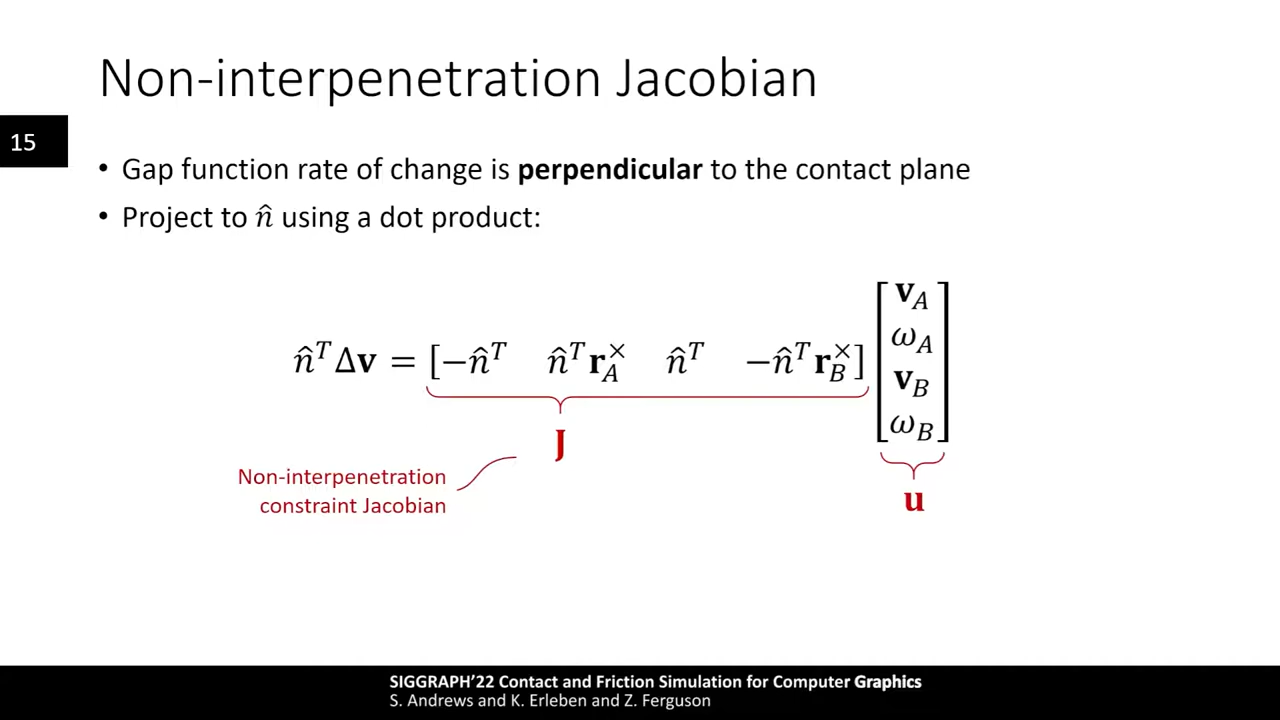 Non-interpenetration Jacobian
15
• Gap function rate of change is perpendicular to the contact plane
• Project to n̂ using a dot product:
n̂ᵀΔv = [−n̂ᵀ n̂ᵀr_A^× n̂ᵀ −n̂ᵀr_B^×] [v_A ω_A v_B ω_B]
J
Non-interpenetration
constraint Jacobian
u
SIGGRAPH’22 Contact and Friction Simulation for Computer Graphics
S. Andrews and K. Erleben and Z. Ferguson